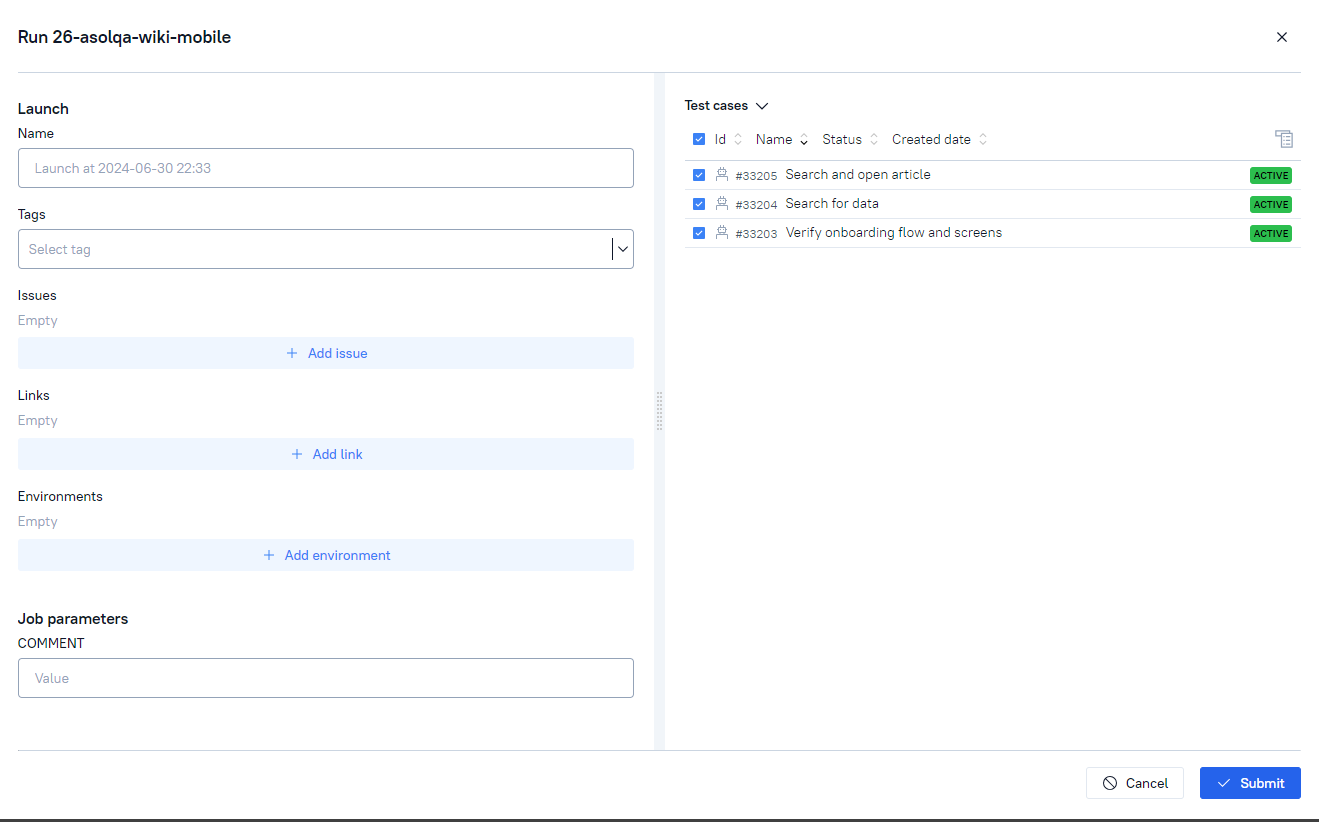 Run 26-asolqa-wiki-mobile
Launch
Name
Launch at 2024-06-30 22:33
Tags
Select tag
Issues
Empty
Add issue
Links
Empty
Add link
Environments
Empty
Add environment
Job parameters
COMMENT
Value
Test cases
Id Name Status Created date
#33205 Search and open article ACTIVE
#33204 Search for data ACTIVE
#33203 Verify onboarding flow and screens ACTIVE
Cancel Submit